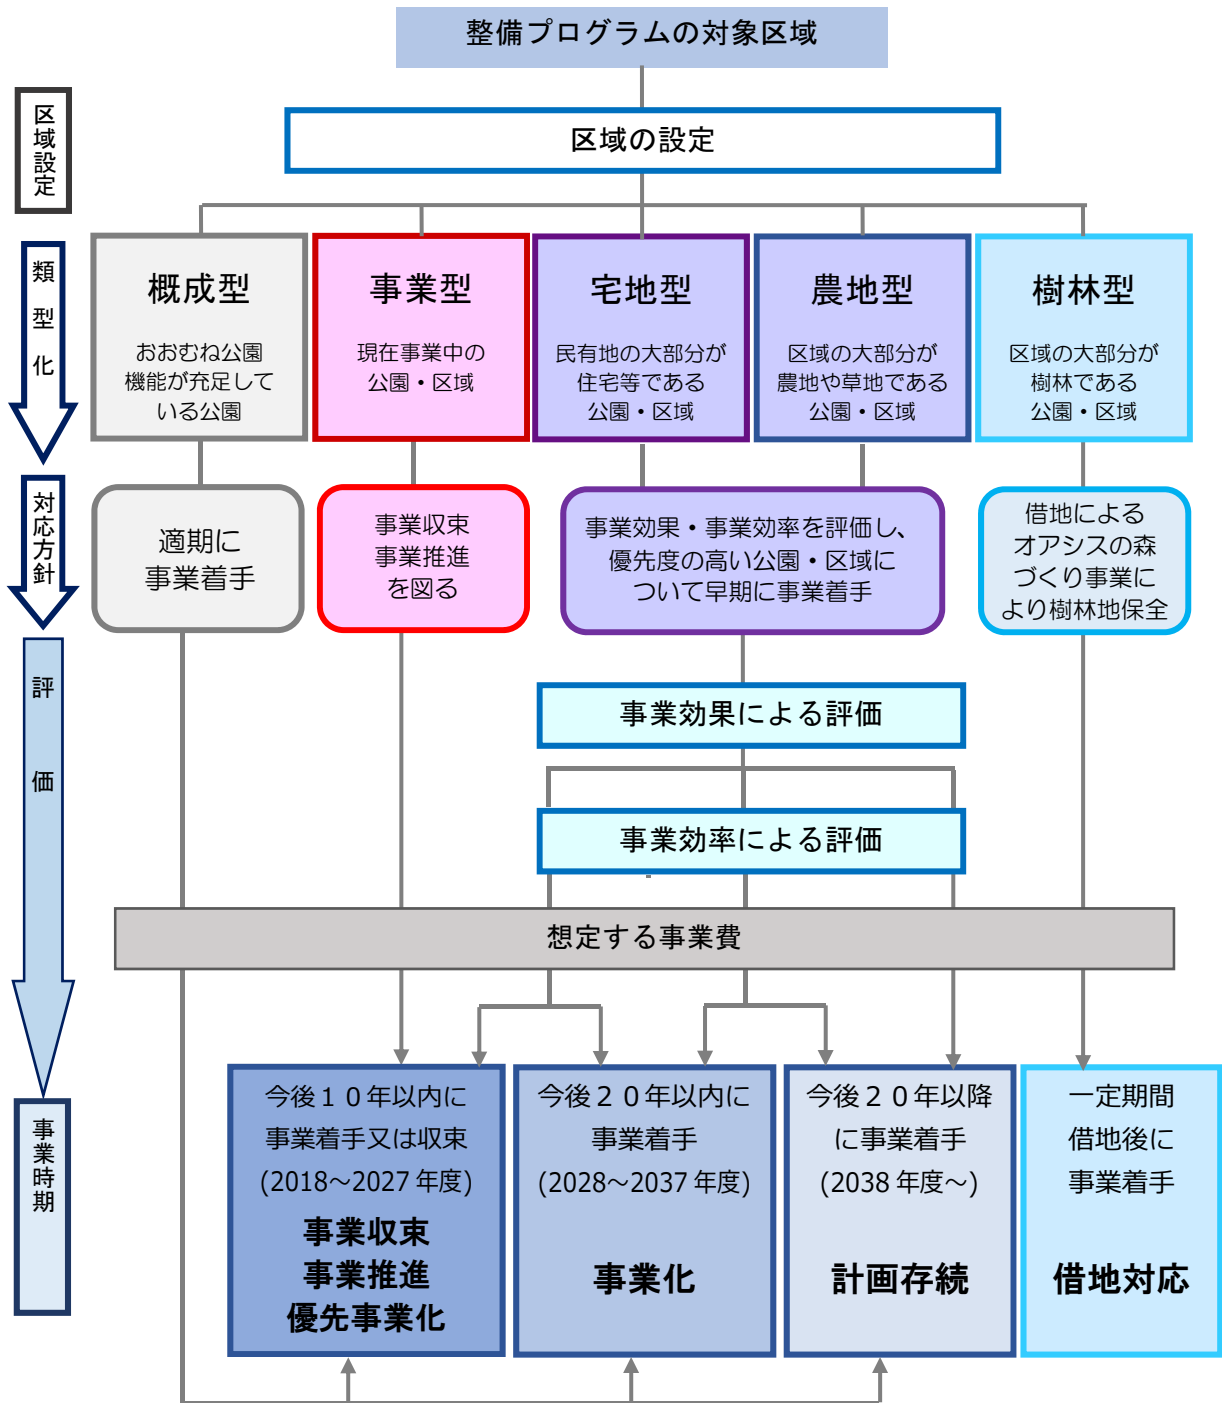 整備プログラムの対象区域
区域設定
区域の設定
類型化
概成型
おおむね公園
機能が充足して
いる公園
事業型
現在事業中の
公園・区域
宅地型
民有地の大部分が
住宅等である
公園・区域
農地型
区域の大部分が
農地や草地である
公園・区域
樹林型
区域の大部分が
樹林である
公園・区域
対応方針
適期に
事業着手
事業収束
事業推進
を図る
事業効果・事業効率を評価し、
優先度の高い公園・区域に
ついて早期に事業着手
借地による
オアシスの森
づくり事業に
より樹林地保全
評価
事業効果による評価
事業効率による評価
想定する事業費
事業時期
今後１０年以内に
事業着手又は収束
(2018～2027 年度)
事業収束
事業推進
優先事業化
今後２０年以内に
事業着手
(2028～2037 年度)
事業化
今後２０年以降
に事業着手
(2038 年度～)
計画存続
一定期間
借地後に
事業着手
借地対応